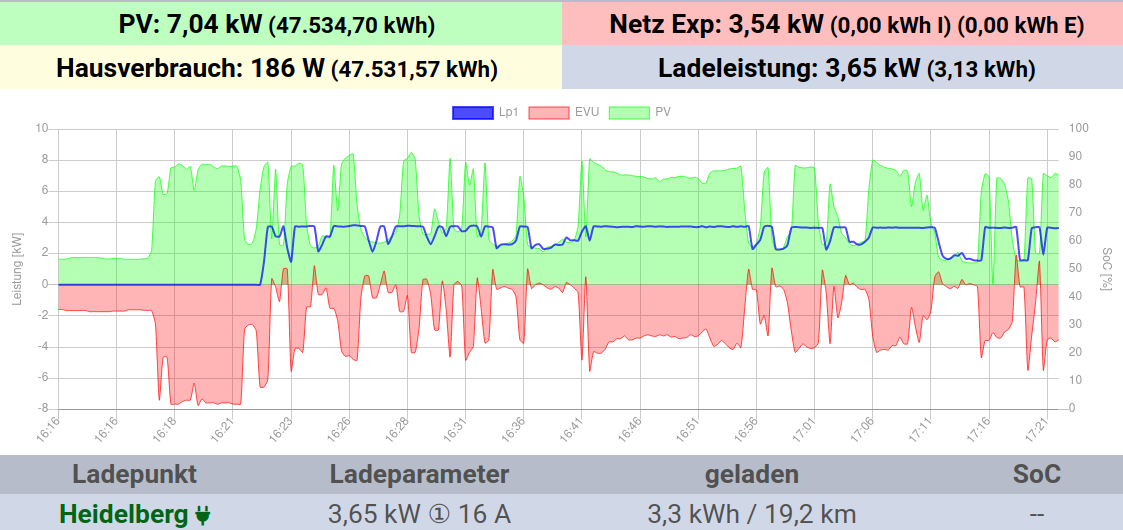 PV: 7,04 kW (47.534,70 kWh)
Netz Exp: 3,54 kW (0,00 kWh I) (0,00 kWh E)
Hausverbrauch: 186 W (47.531,57 kWh)
Ladeleistung: 3,65 kW (3,13 kWh)
Lp1 EVU PV
10
8
6
4
2
0
-2
-4
-6
-8
Leistung [kW]
100
90
80
70
60
50
40
30
20
10
0
SoC [%]
16:16 16:16 16:18 16:21 16:23 16:26 16:28 16:31 16:36 16:41 16:46 16:51 16:56 17:01 17:06 17:11 17:16 17:21
Ladepunkt Ladeparameter geladen SoC
Heidelberg 3,65 kW ① 16 A 3,3 kWh / 19,2 km --